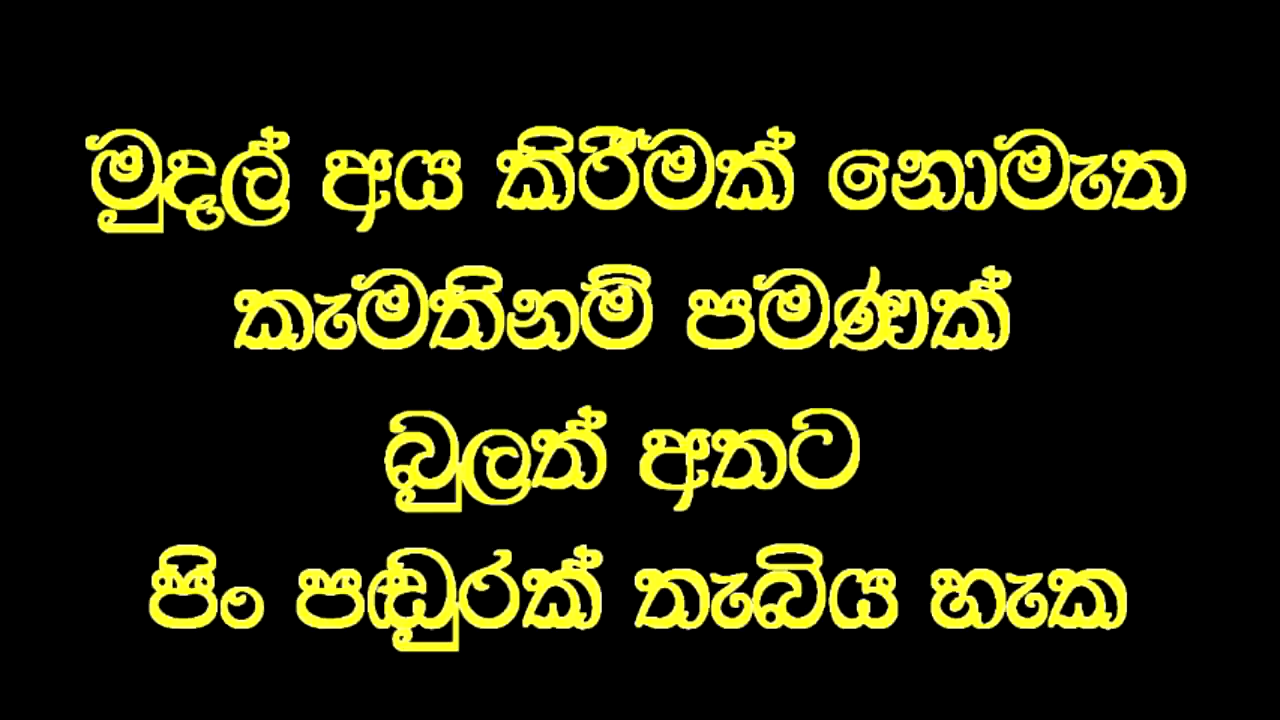 මුදල් අය කිරීමක් නොමැත
කැමතිනම් පමණක්
බුලත් අතට
පිං පඬුරක් තැබිය හැක